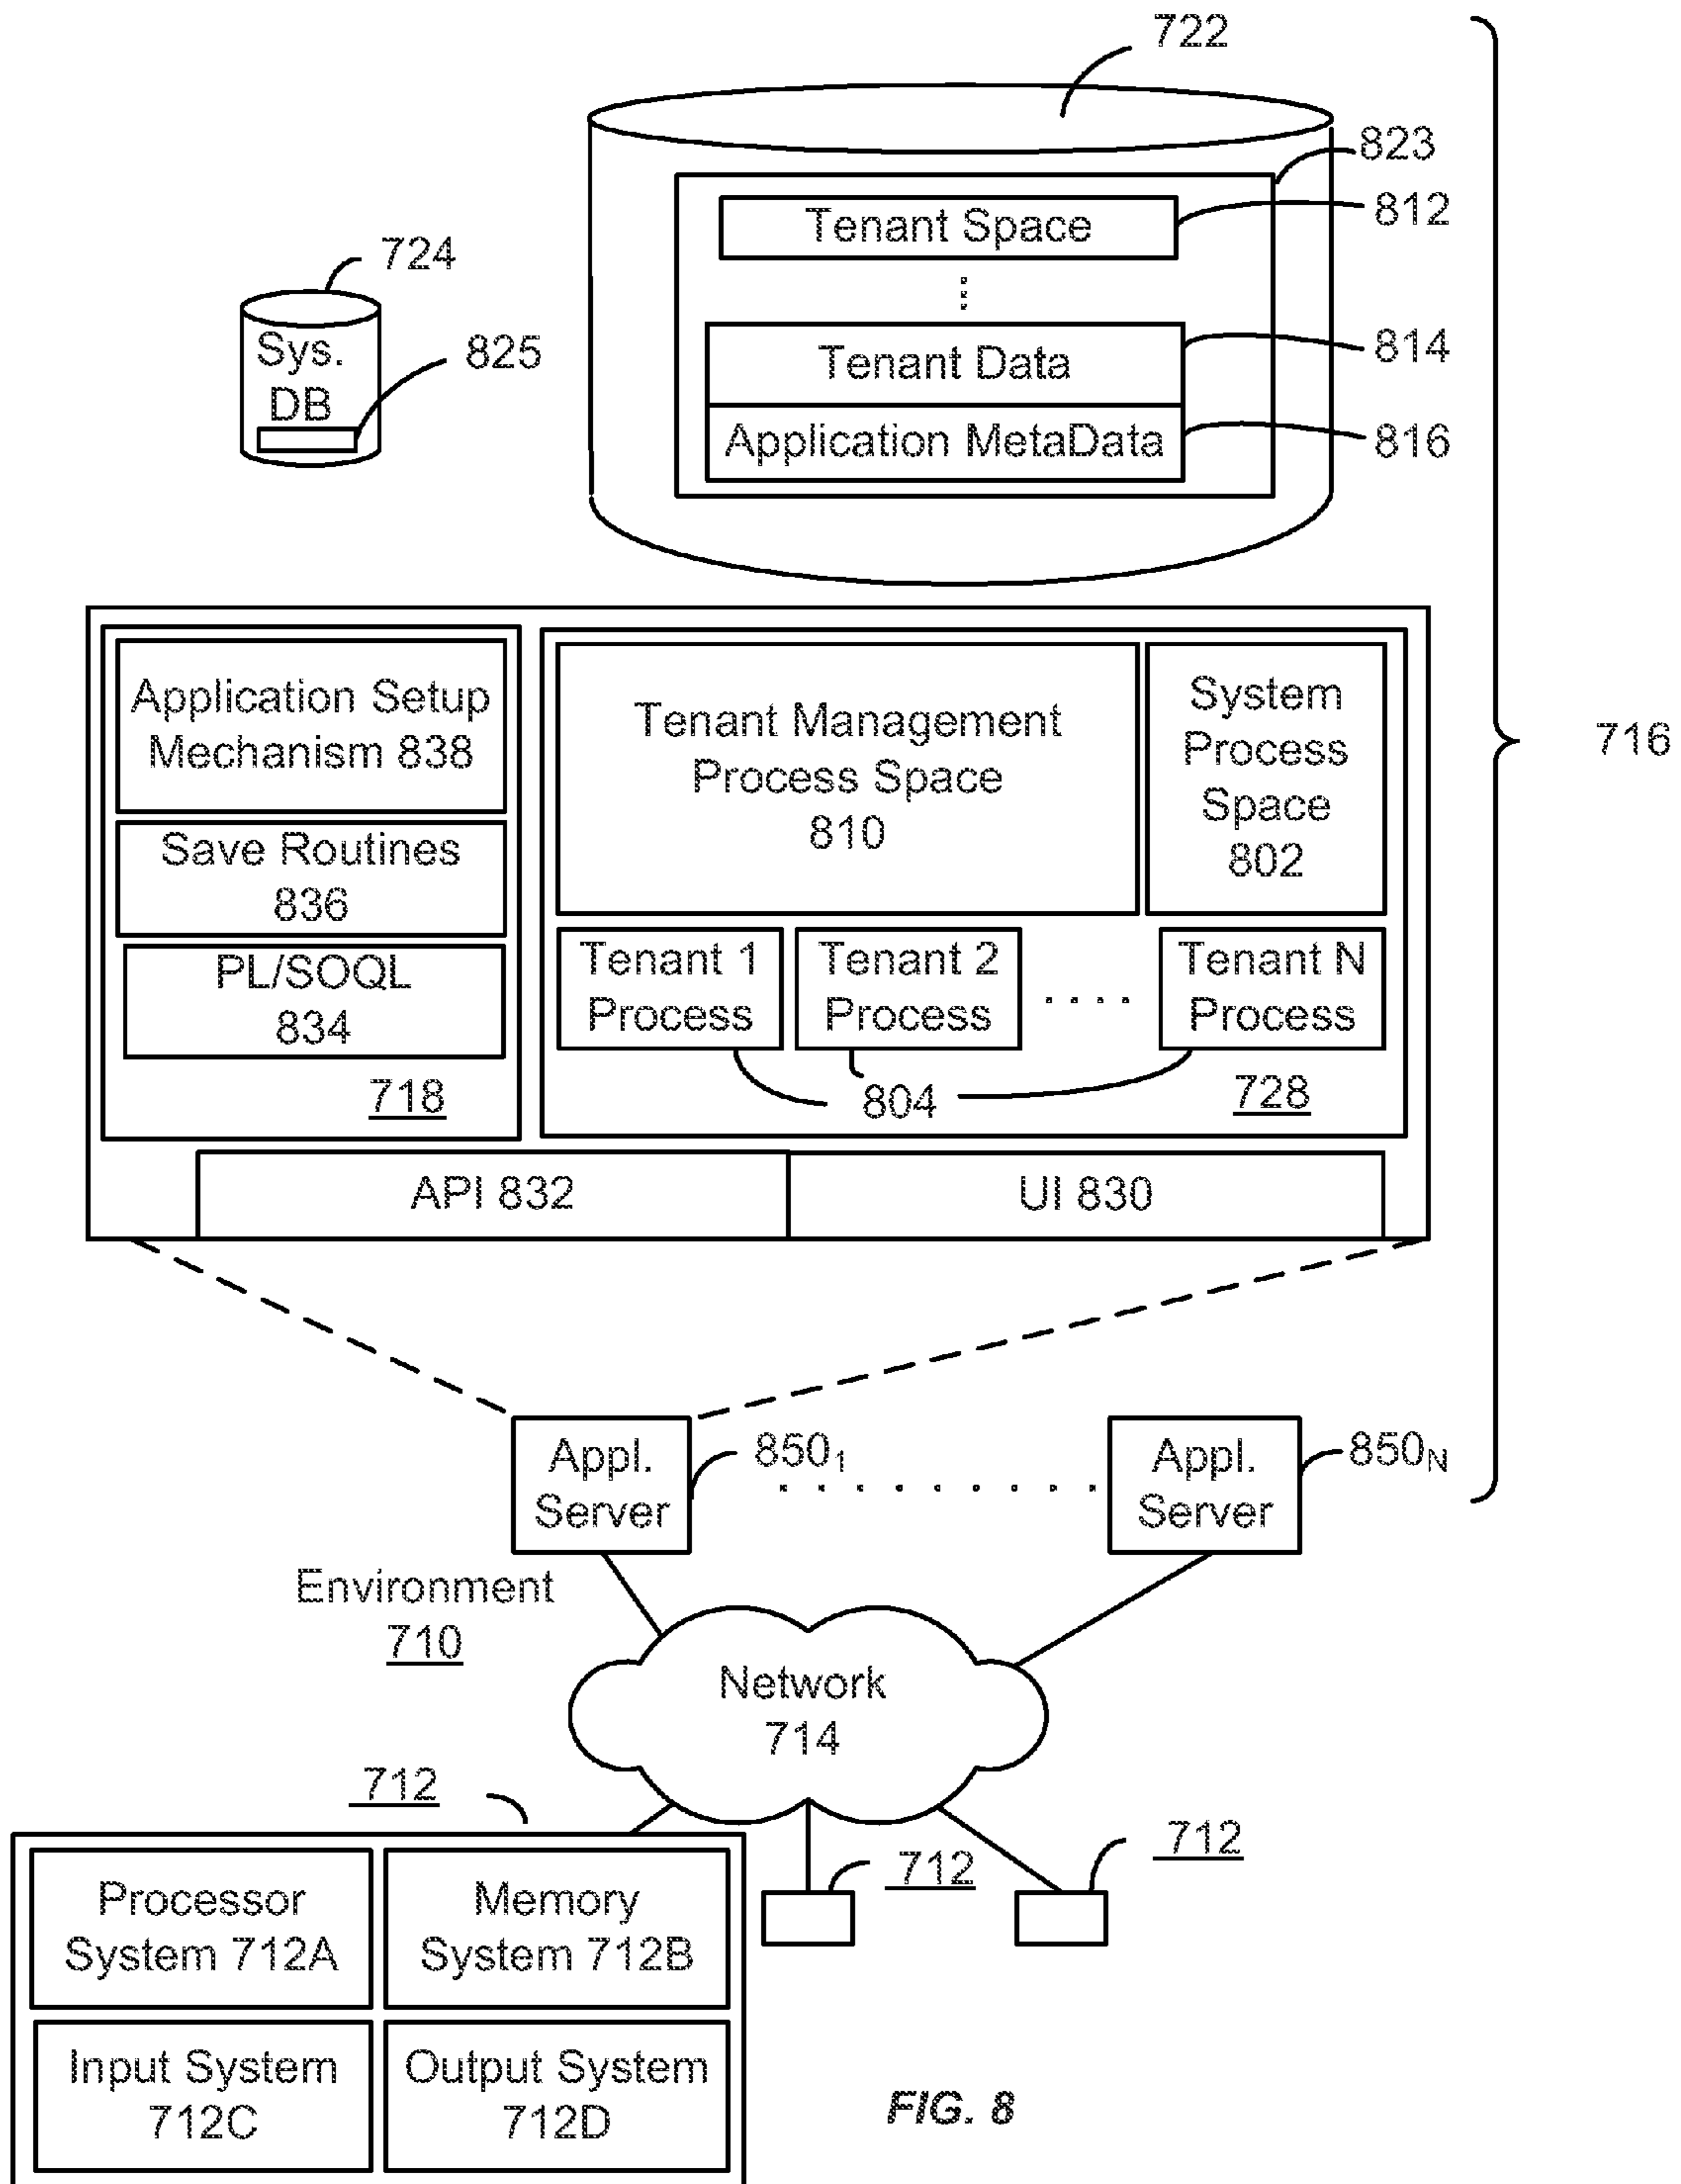 722
823
Tenant Space
812
724
Sys.
DB
825
Tenant Data
814
Application MetaData
816
Application Setup
Mechanism 838
Save Routines
836
PL/SOQL
834
718
Tenant Management
Process Space
810
System
Process
Space
802
Tenant 1
Process
Tenant 2
Process
Tenant N
Process
804
728
API 832
UI 830
716
Appl.
Server
850₁
Appl.
Server
850N
Environment
710
Network
714
712
712
712
Processor
System 712A
Memory
System 712B
Input System
712C
Output System
712D
FIG. 8